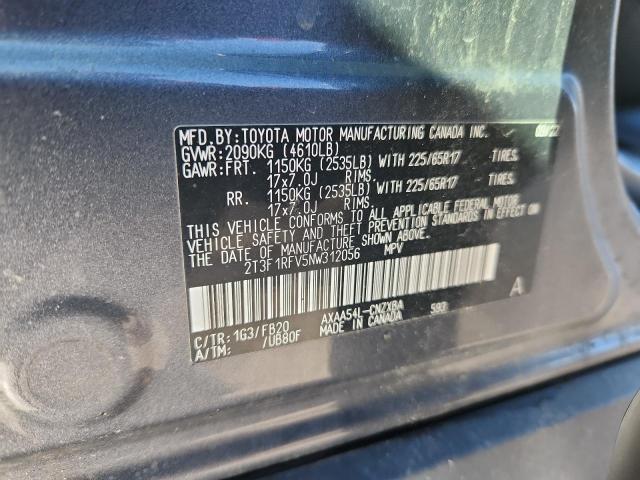 MFD.BY:TOYOTA MOTOR MANUFACTURING CANADA INC.
GVWR:2090KG (4610LB)
GAWR:FRT. 1150KG (2535LB) WITH 225/65R17 TIRES.
17x7.0J RIMS.
RR. 1150KG (2535LB) WITH 225/65R17 TIRES.
17x7.0J RIMS.
THIS VEHICLE CONFORMS TO ALL APPLICABLE FEDERAL MOTOR
VEHICLE SAFETY AND THEFT PREVENTION STANDARDS IN EFFECT ON
THE DATE OF MANUFACTURE SHOWN ABOVE.
2T3F1RFV5NW312056 MPV
A
C/TR: 1G3/FB20 AXAA54L-CNZXBA 593
A/TM: /UB80F MADE IN CANADA